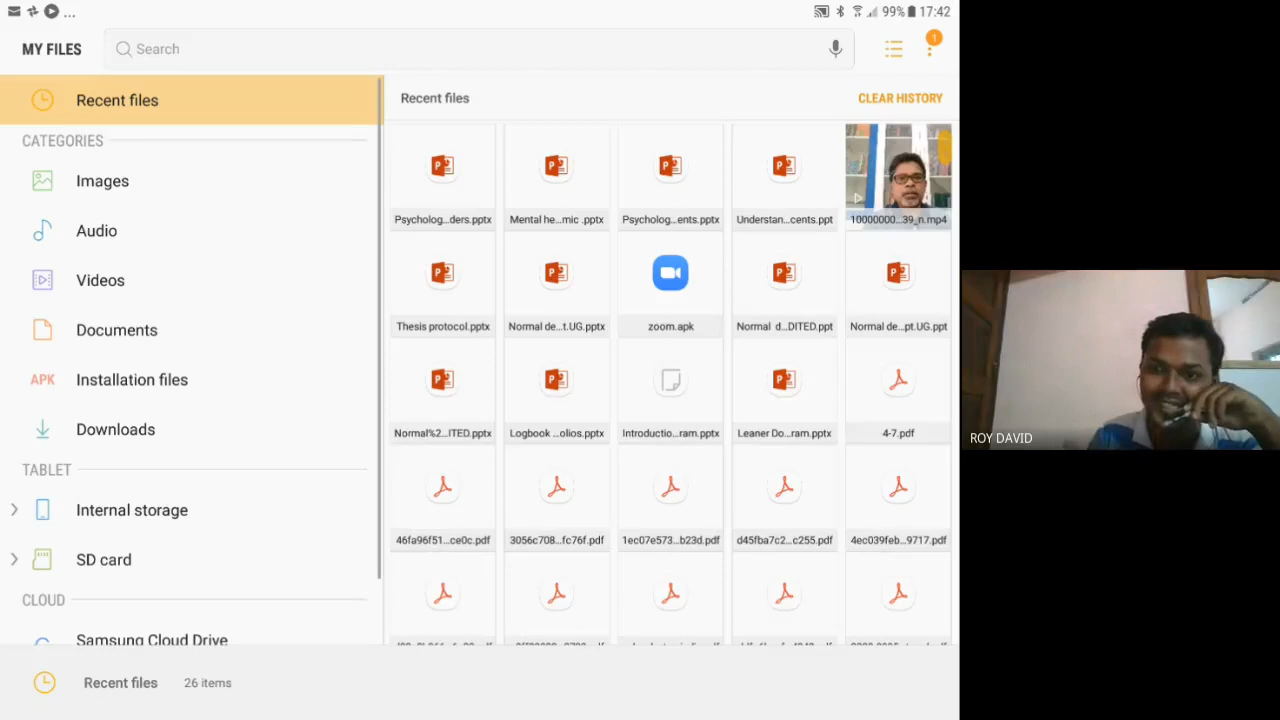 ... 99% 17:42
MY FILES Search 1
Recent files
CATEGORIES
Images
Audio
Videos
Documents
APK Installation files
Downloads
TABLET
Internal storage
SD card
CLOUD
Samsung Cloud Drive
Recent files 26 items
Recent files CLEAR HISTORY
Psycholog...ders.pptx Mental he...mic .pptx Psycholog...ents.pptx Understan...cents.ppt 10000000...39_n.mp4
Thesis protocol.pptx Normal de...t.UG.pptx zoom.apk Normal d...DITED.ppt Normal de...pt.UG.ppt
Normal%2...ITED.pptx Logbook ...olios.pptx Introductio...ram.pptx Leaner Do...ram.pptx 4-7.pdf
46fa96f51...ce0c.pdf 3056c708...fc76f.pdf 1ec07e573...b23d.pdf d45fba7c2...c255.pdf 4ec039feb...9717.pdf
ROY DAVID